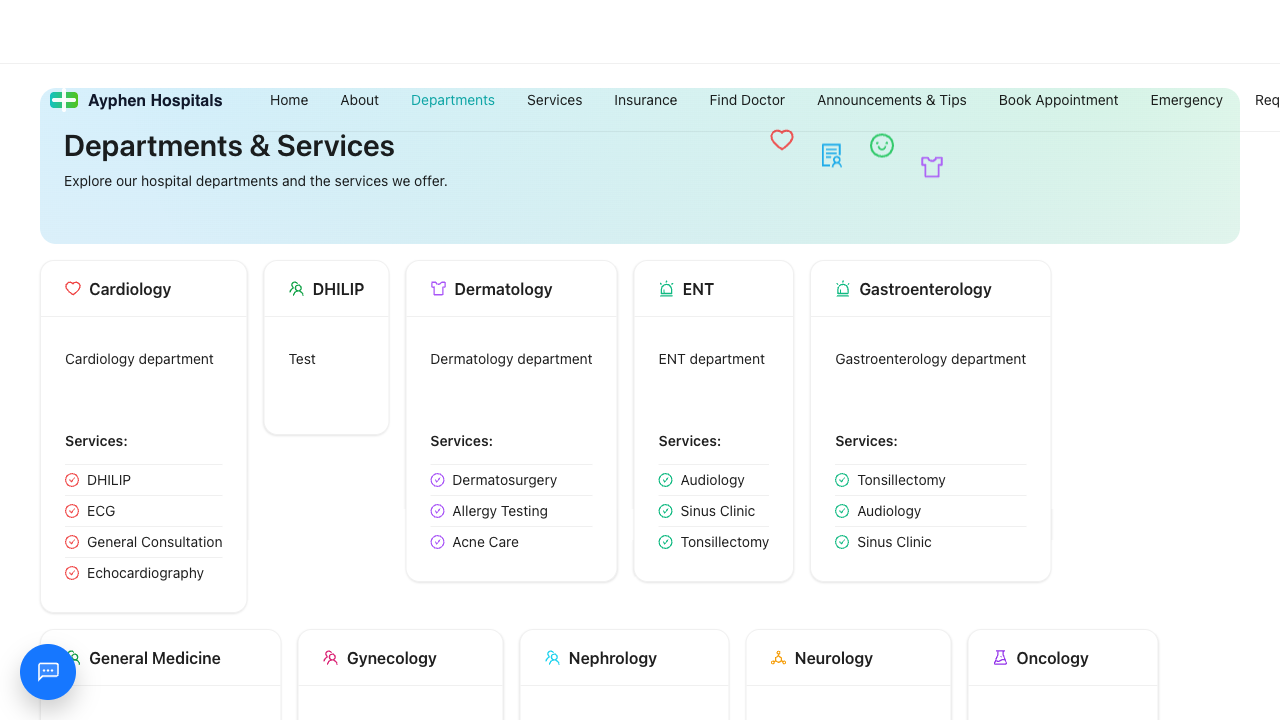 Ayphen Hospitals
Home
About
Departments
Services
Insurance
Find Doctor
Announcements & Tips
Book Appointment
Emergency
Req
Departments & Services
Explore our hospital departments and the services we offer.
Cardiology
Cardiology department
Services:
DHILIP
ECG
General Consultation
Echocardiography
DHILIP
Test
Dermatology
Dermatology department
Services:
Dermatosurgery
Allergy Testing
Acne Care
ENT
ENT department
Services:
Audiology
Sinus Clinic
Tonsillectomy
Gastroenterology
Gastroenterology department
Services:
Tonsillectomy
Audiology
Sinus Clinic
General Medicine
Gynecology
Nephrology
Neurology
Oncology